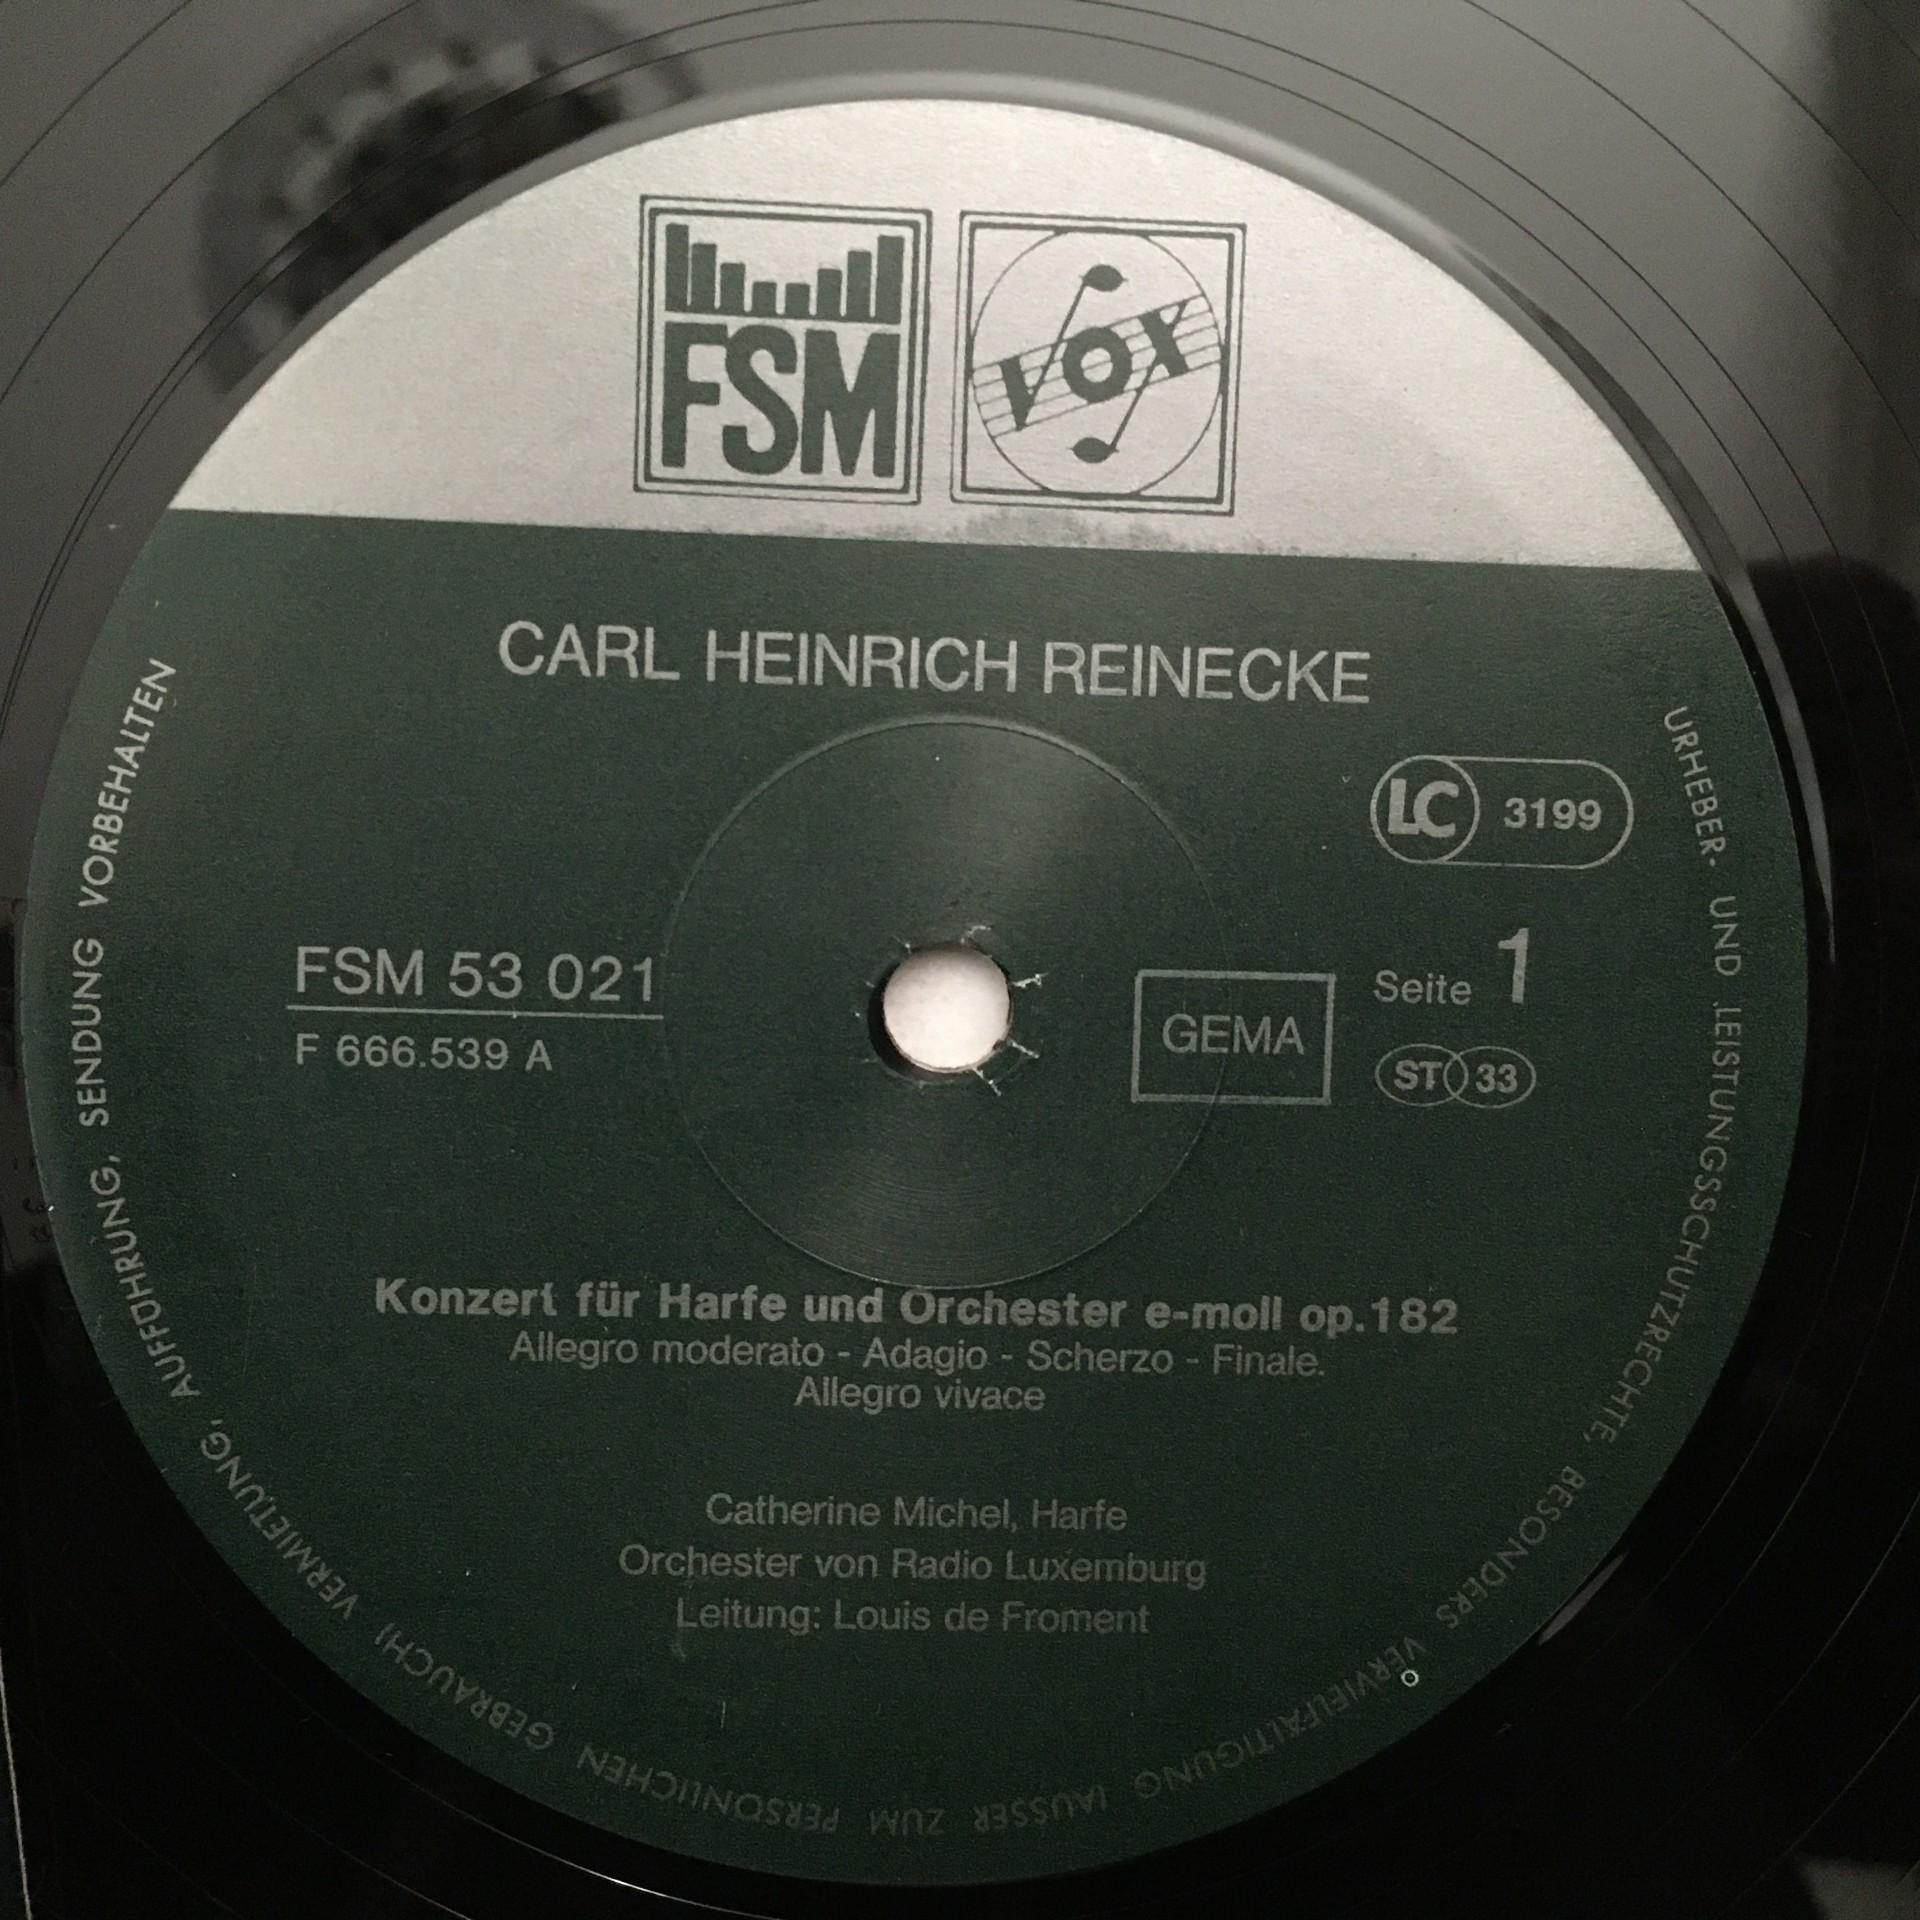 FSM
VOX
CARL HEINRICH REINECKE
LC 3199
FSM 53 021
F 666.539 A
GEMA
Seite 1
ST 33
Konzert für Harfe und Orchester e-moll op.182
Allegro moderato - Adagio - Scherzo - Finale.
Allegro vivace
Catherine Michel, Harfe
Orchester von Radio Luxemburg
Leitung: Louis de Froment
URHEBER- UND LEISTUNGSSCHUTZRECHTE, BESONDERS VERVIELFÄLTIGUNG (AUSSER ZUM PERSÖNLICHEN GEBRAUCH) VERMIETUNG, AUFFÜHRUNG, SENDUNG VORBEHALTEN